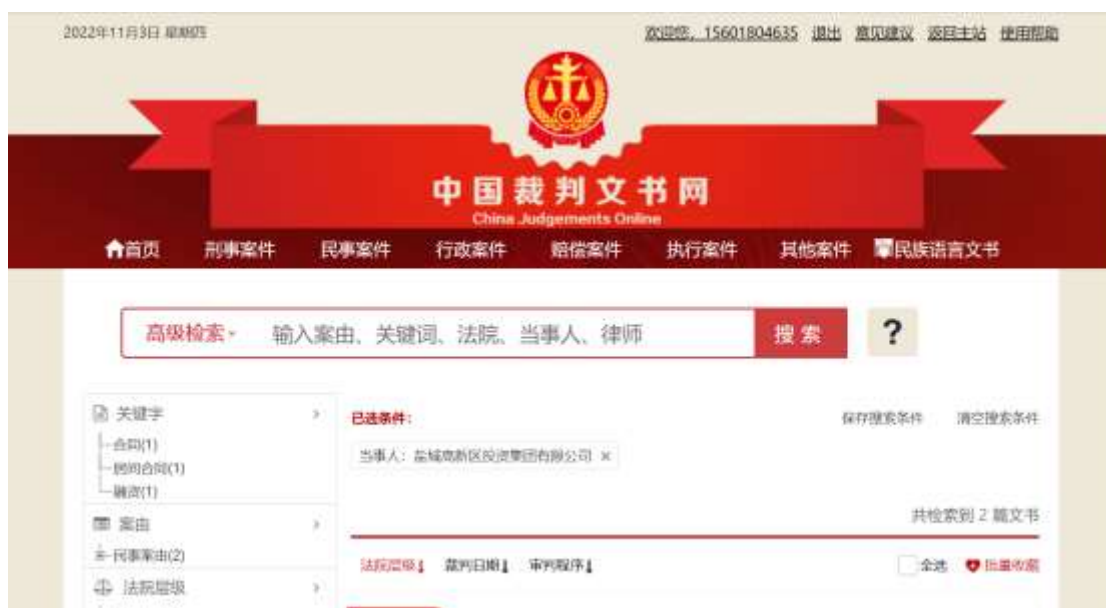 2022年11月3日 星期四
欢迎您，15601804635 退出 意见建议 返回主站 使用帮助
中国裁判文书网
China Judgements Online
首页 刑事案件 民事案件 行政案件 赔偿案件 执行案件 其他案件 民族语言文书
高级检索 输入案由、关键词、法院、当事人、律师 搜索 ?
关键字
合同(1)
民间合同(1)
融资(1)
案由
民事案由(2)
法院层级
已选条件：
保存搜索条件 清空搜索条件
当事人：盐城高新区投资集团有限公司 ×
共检索到 2 篇文书
法院层级 裁判日期 审判程序
全选 批量收藏